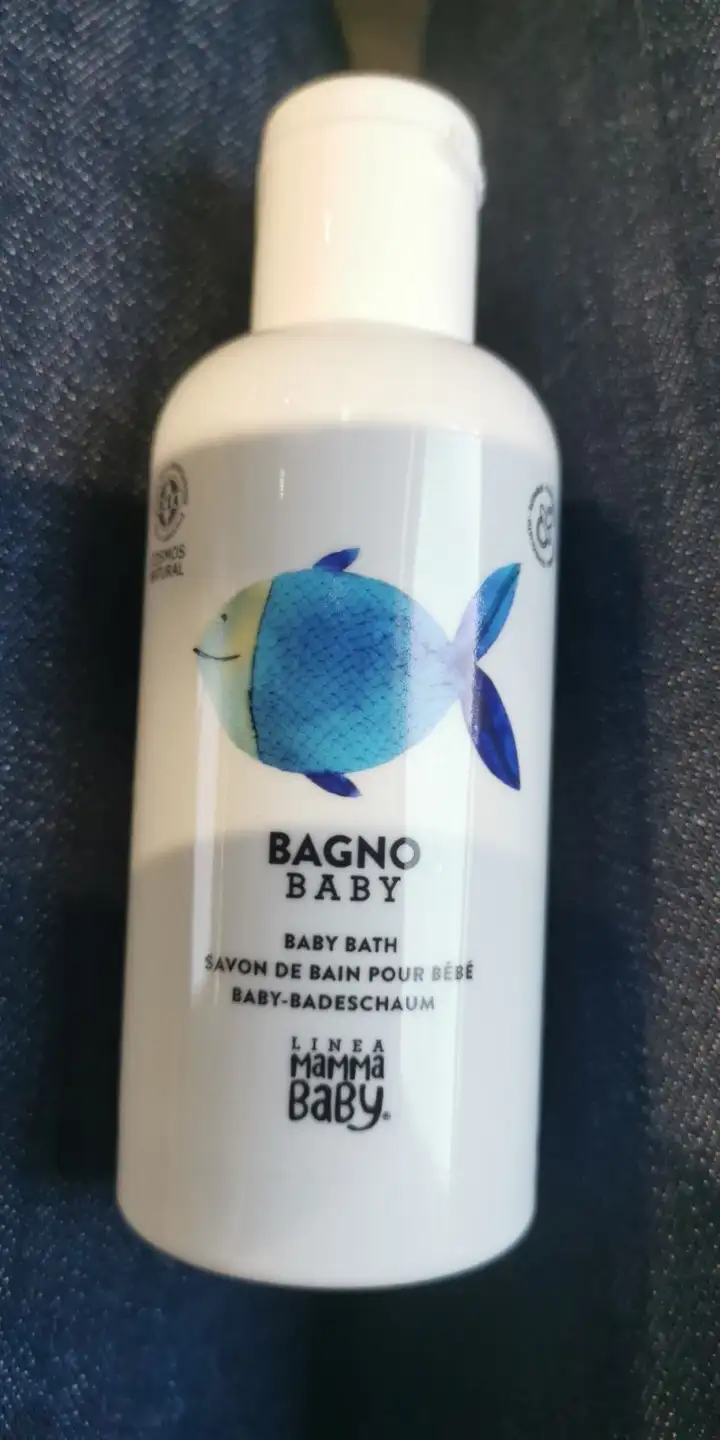 COSMOS
NATURAL
BAGNO
BABY
BABY BATH
SAVON DE BAIN POUR BÉBÉ
BABY-BADESCHAUM
LINEA
MAMMA
BABY®